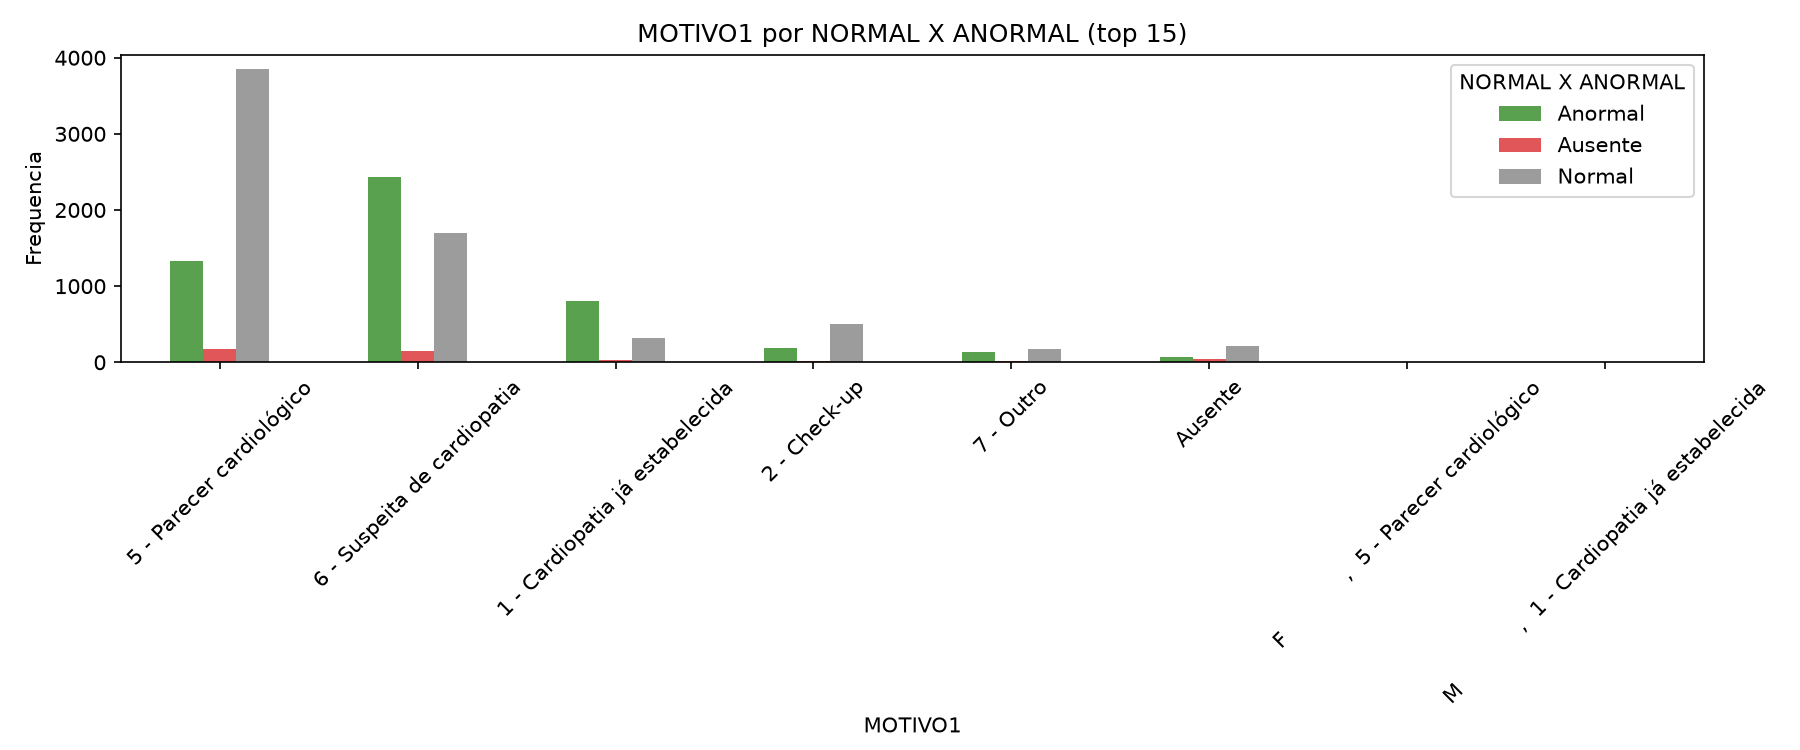 MOTIVO1 por NORMAL X ANORMAL (top 15)
NORMAL X ANORMAL
Anormal
Ausente
Normal
Frequencia
4000
3000
2000
1000
0
5 - Parecer cardiológico
6 - Suspeita de cardiopatia
1 - Cardiopatia já estabelecida
2 - Check-up
7 - Outro
Ausente
F , 5 - Parecer cardiológico
M , 1 - Cardiopatia já estabelecida
MOTIVO1